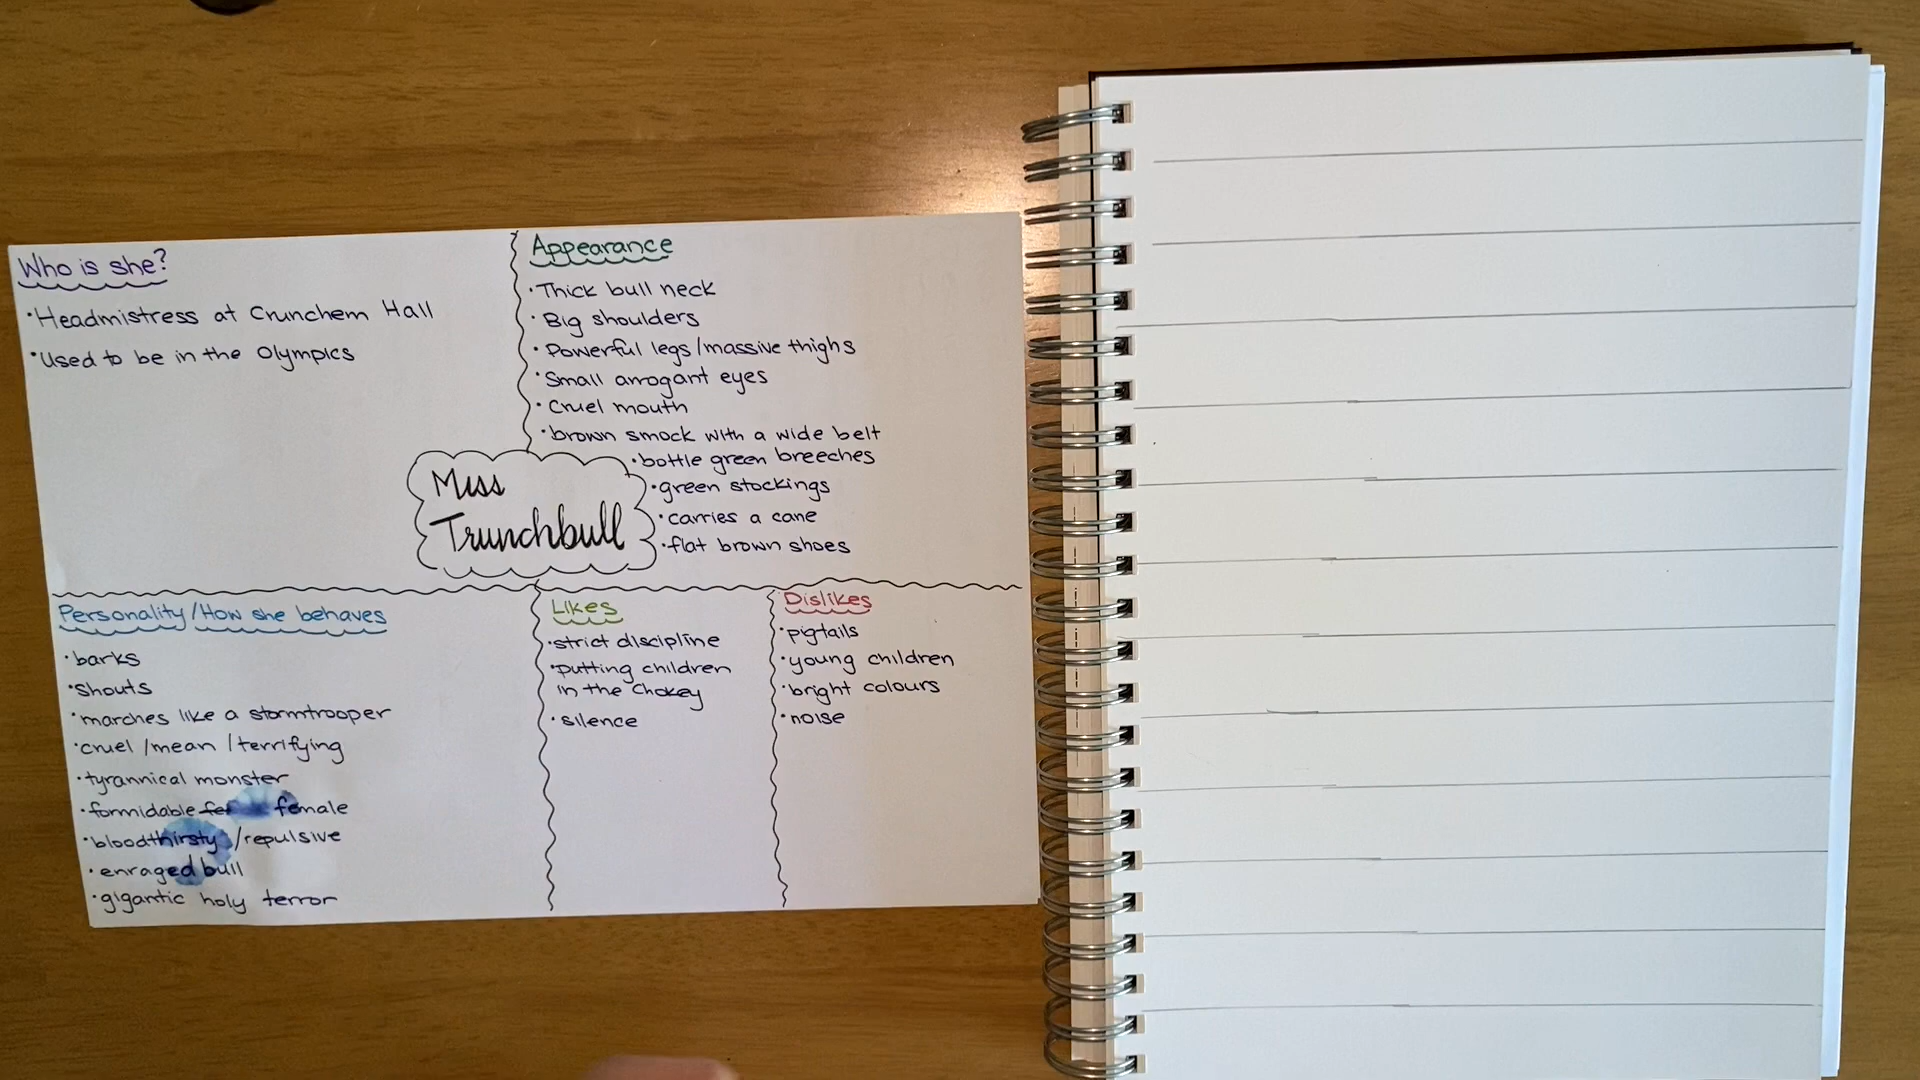 Who is she?
·Headmistress at Crunchem Hall
·Used to be in the Olympics
Appearance
·Thick bull neck
·Big shoulders
·Powerful legs/massive thighs
·Small arrogant eyes
·Cruel mouth
·brown smock with a wide belt
·bottle green breeches
·green stockings
·carries a cane
·flat brown shoes
Miss
Trunchbull
Personality/How she behaves
·barks
·shouts
·marches like a stormtrooper
·cruel/mean/terrifying
·tyrannical monster
·formidable female
·bloodthirsty/repulsive
·enraged bull
·gigantic holy terror
Likes
·strict discipline
·putting children
in the Chokey
·silence
Dislikes
·pigtails
·young children
·bright colours
·noise